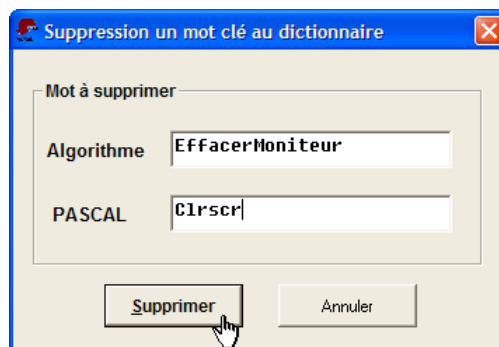 Suppression un mot clé au dictionnaire
Mot à supprimer
Algorithme EffacerMoniteur
PASCAL Clrscr
Supprimer Annuler